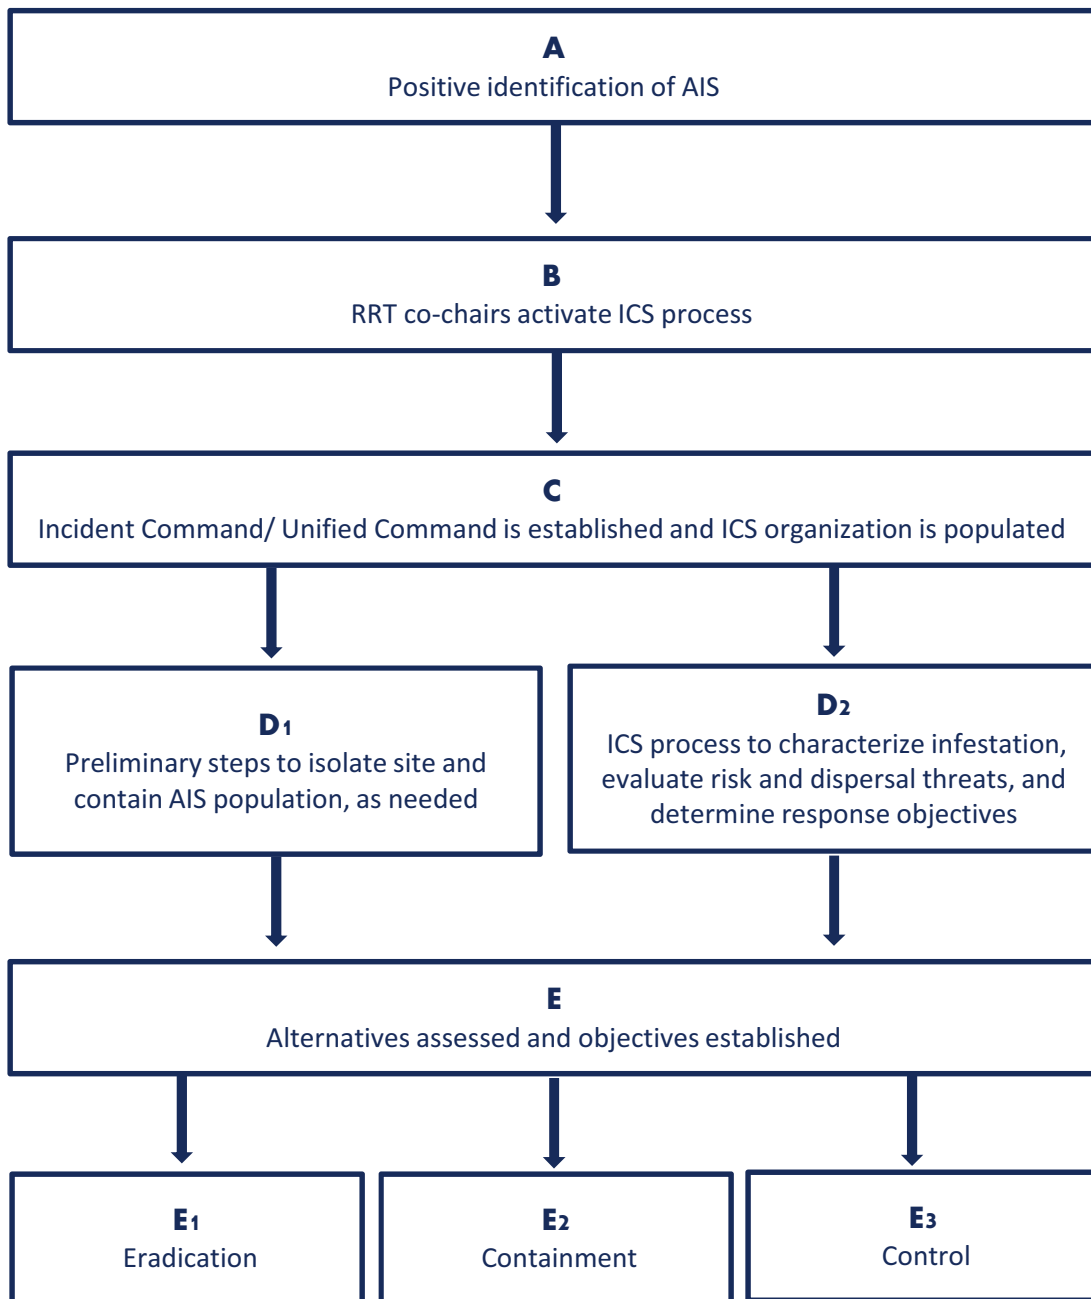 A
Positive identification of AIS
B
RRT co-chairs activate ICS process
C
Incident Command/ Unified Command is established and ICS organization is populated
D1
Preliminary steps to isolate site and
contain AIS population, as needed
D2
ICS process to characterize infestation,
evaluate risk and dispersal threats, and
determine response objectives
E
Alternatives assessed and objectives established
E1
Eradication
E2
Containment
E3
Control